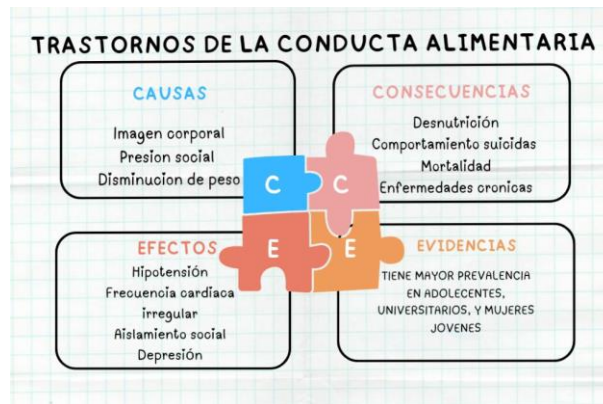 TRASTORNOS DE LA CONDUCTA ALIMENTARIA
CAUSAS
Imagen corporal
Presion social
Disminucion de peso
CONSECUENCIAS
Desnutrición
Comportamiento suicidas
Mortalidad
Enfermedades cronicas
C
C
E
E
EFECTOS
Hipotensión
Frecuencia cardiaca
irregular
Aislamiento social
Depresión
EVIDENCIAS
TIENE MAYOR PREVALENCIA
EN ADOLECENTES,
UNIVERSITARIOS, Y MUJERES
JOVENES